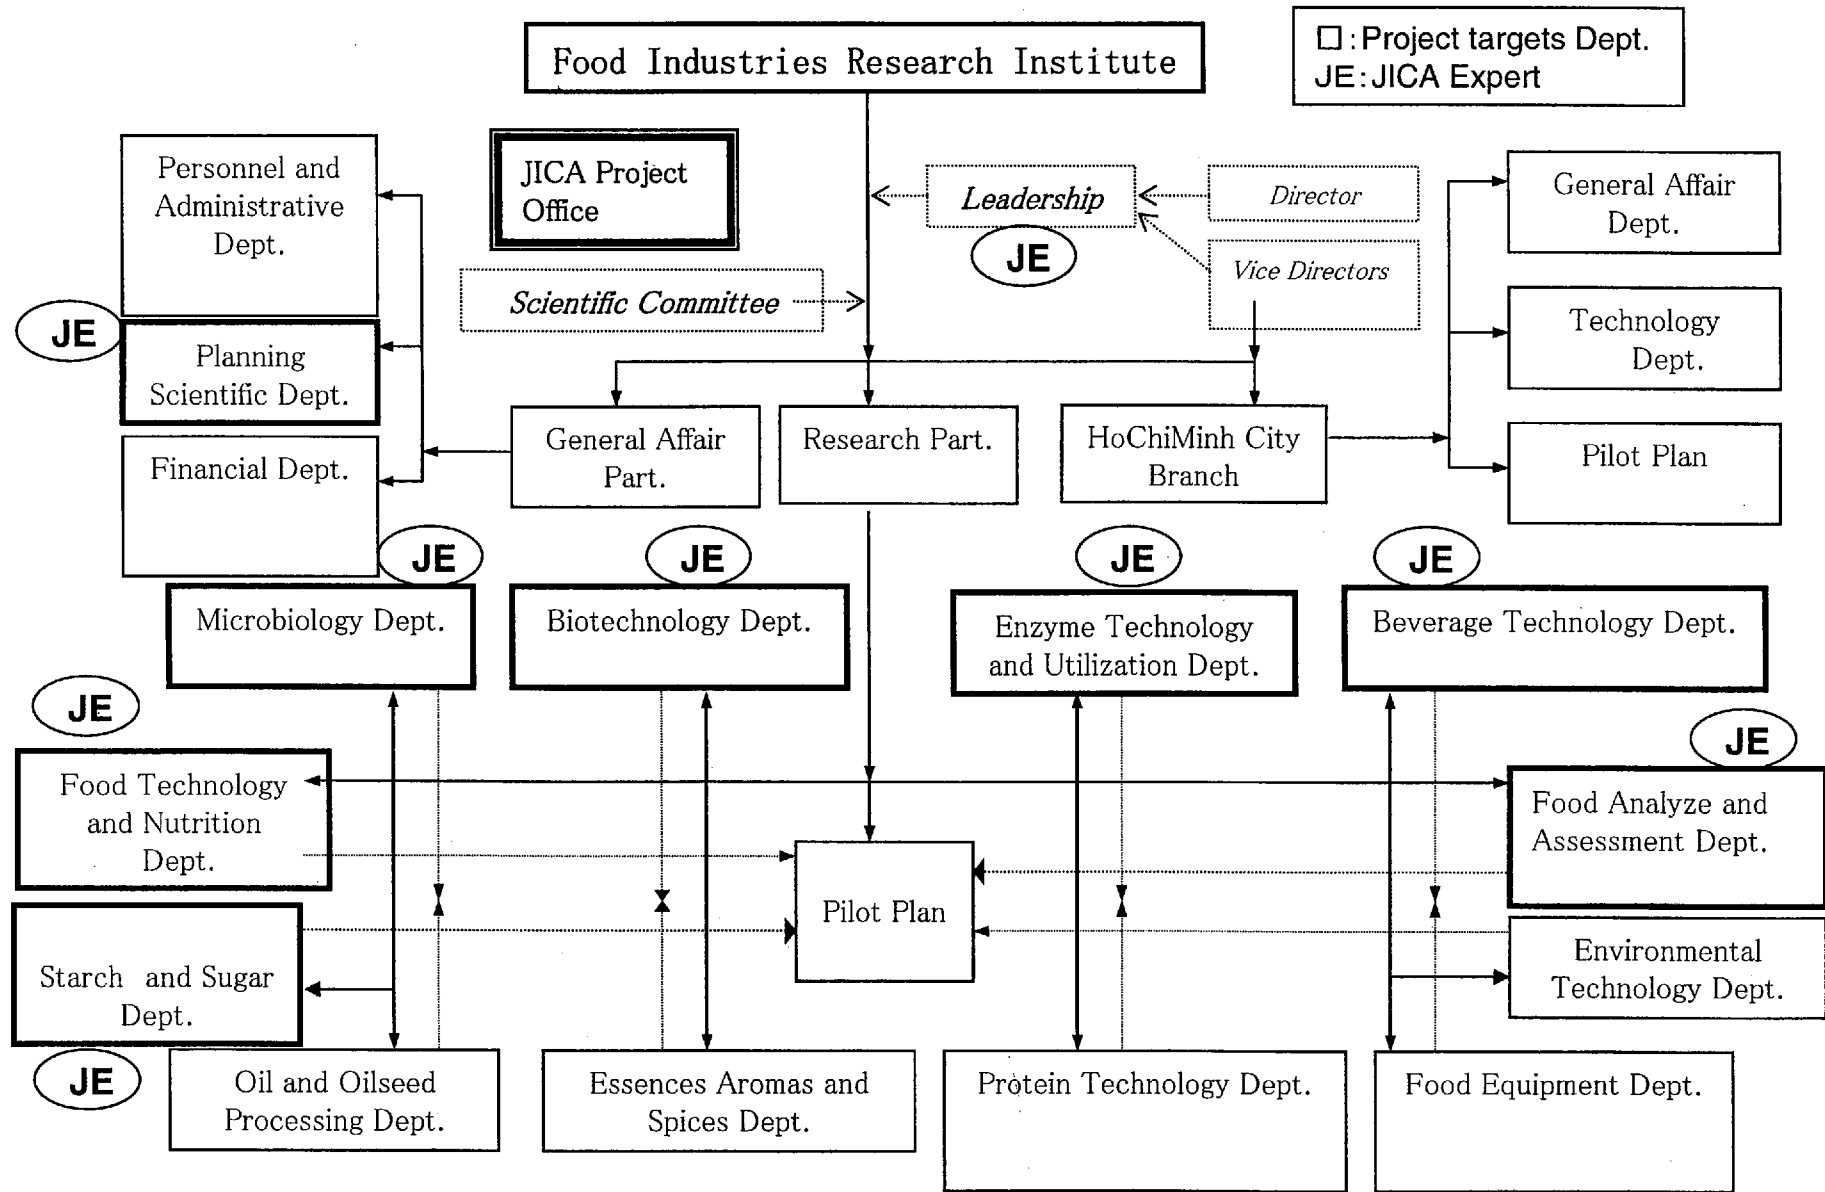 Food Industries Research Institute
□:Project targets Dept.
JE:JICA Expert
JICA Project
Office
Personnel and
Administrative
Dept.
Leadership
JE
Director
Vice Directors
Scientific Committee
General Affair
Dept.
Technology
Dept.
Pilot Plan
JE
Planning
Scientific Dept.
Financial Dept.
General Affair
Part.
Research Part.
HoChiMinh City
Branch
JE
JE
JE
JE
Microbiology Dept.
Biotechnology Dept.
Enzyme Technology
and Utilization Dept.
Beverage Technology Dept.
JE
JE
Food Technology
and Nutrition
Dept.
Food Analyze and
Assessment Dept.
Pilot Plan
Starch and Sugar
Dept.
Environmental
Technology Dept.
JE
Oil and Oilseed
Processing Dept.
Essences Aromas and
Spices Dept.
Protein Technology Dept.
Food Equipment Dept.